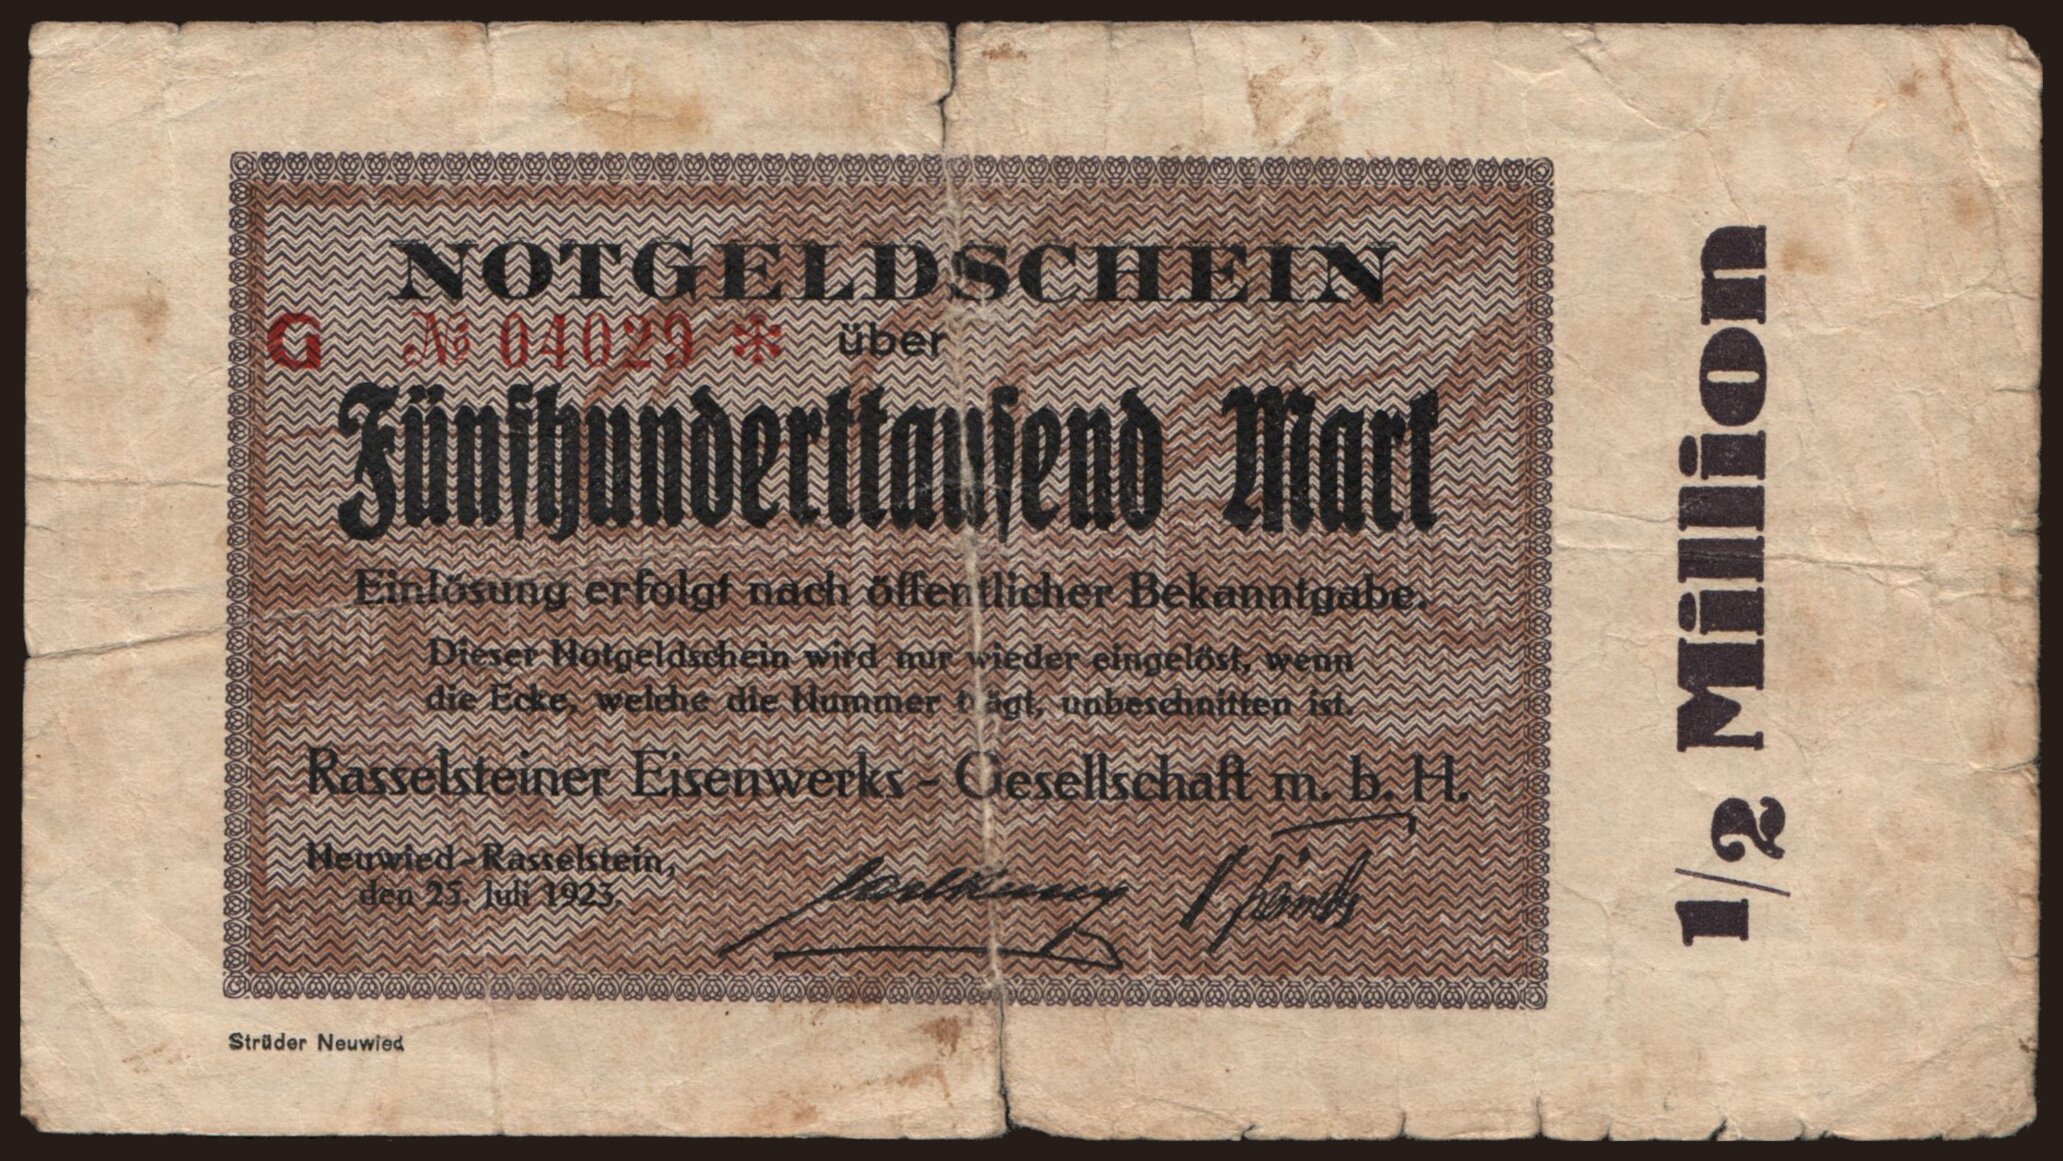 NOTGELDSCHEIN
G № 04029 * über
Fünfhunderttausend Mark
Einlösung erfolgt nach öffentlicher Bekanntgabe.
Dieser Notgeldschein wird nur wieder eingelöst, wenn
die Ecke, welche die Nummer trägt, unbeschnitten ist.
Rasselsteiner Eisenwerks - Gesellschaft m. b. H.
Neuwied - Rasselstein,
den 25. Juli 1923.
Strüder Neuwied
1/2 Million